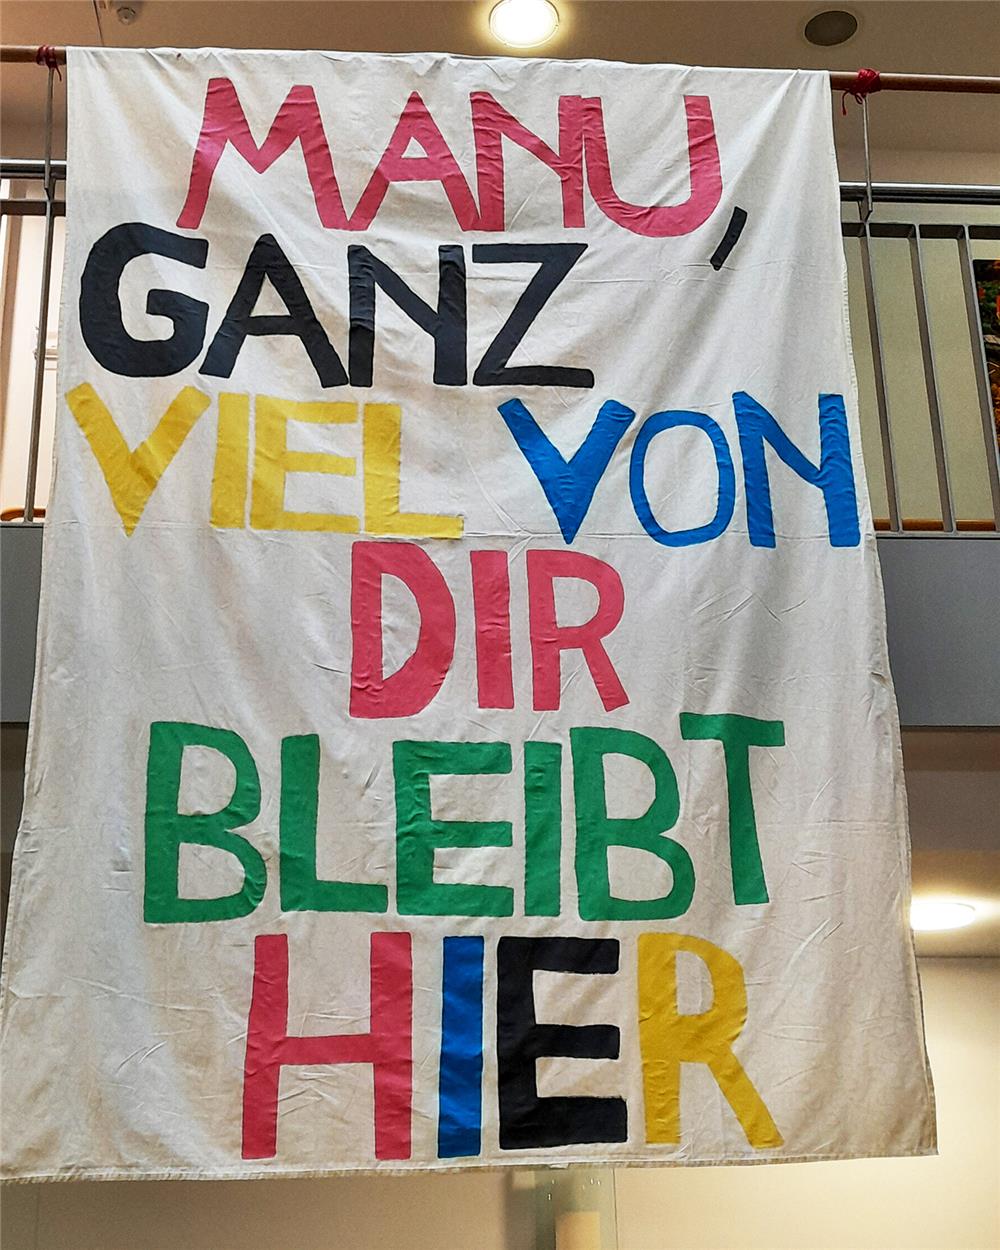 MANU,
GANZ
VIEL VON
DIR
BLEIBT
HIER